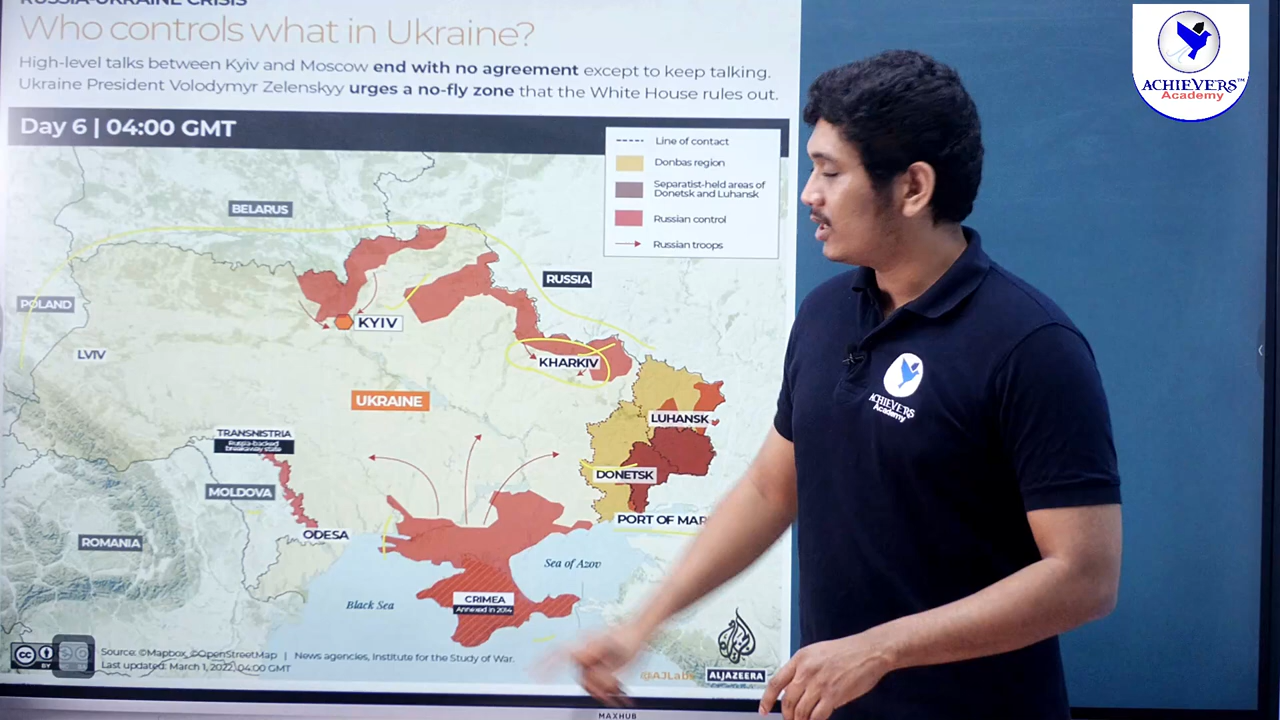 RUSSIA-UKRAINE CRISIS
Who controls what in Ukraine?
High-level talks between Kyiv and Moscow end with no agreement except to keep talking.
Ukraine President Volodymyr Zelenskyy urges a no-fly zone that the White House rules out.
Day 6 | 04:00 GMT
Line of contact
Donbas region
Separatist-held areas of
Donetsk and Luhansk
Russian control
Russian troops
BELARUS
RUSSIA
POLAND
KYIV
LVIV
KHARKIV
UKRAINE
LUHANSK
TRANSNISTRIA
Russia-backed
breakaway state
DONETSK
MOLDOVA
PORT OF MAR
ODESA
ROMANIA
Sea of Azov
Black Sea
CRIMEA
Annexed in 2014
Source: ©Mapbox, ©OpenStreetMap | News agencies, Institute for the Study of War.
Last updated: March 1, 2022, 04:00 GMT
@AJLabs
ALJAZEERA
MAXHUB
ACHIEVERS™
Academy
ACHIEVERS
Academy
cc
BY